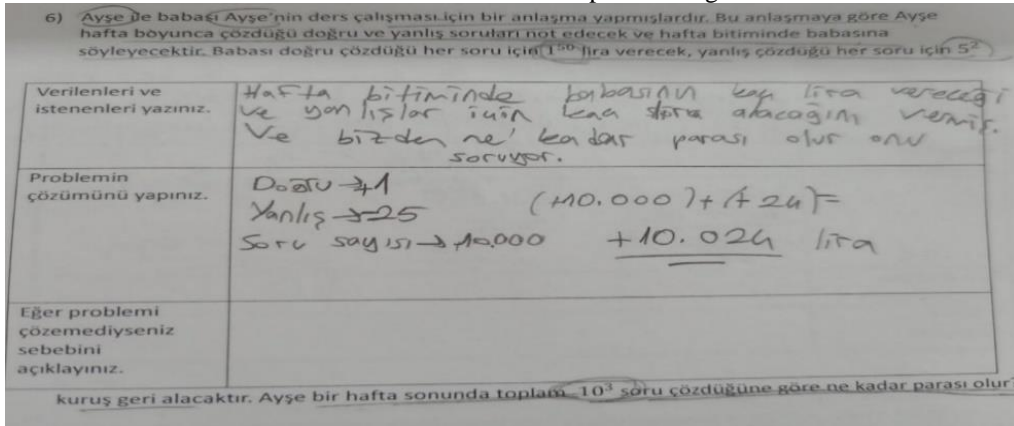 6) Ayşe ile babası Ayşe'nin ders çalışması için bir anlaşma yapmışlardır. Bu anlaşmaya göre Ayşe
hafta boyunca çözdüğü doğru ve yanlış soruları not edecek ve hafta bitiminde babasına
söyleyecektir. Babası doğru çözdüğü her soru için 1⁵⁰ lira verecek, yanlış çözdüğü her soru için 5²
Verilenleri ve
istenenleri yazınız.
Hafta bitiminde babasının kaç lira vereceği
ve yanlışlar için kaç alacağım vermiş.
Ve bizden ne kadar parası olur onu
soruyor.
Problemin
çözümünü yapınız.
Doğru → +1
Yanlış → -25
Soru sayısı → 10.000
(+10.000) + (+24) =
+10.024 lira
Eğer problemi
çözemediyseniz
sebebini
açıklayınız.
kuruş geri alacaktır. Ayşe bir hafta sonunda toplam 10³ soru çözdüğüne göre ne kadar parası olur?